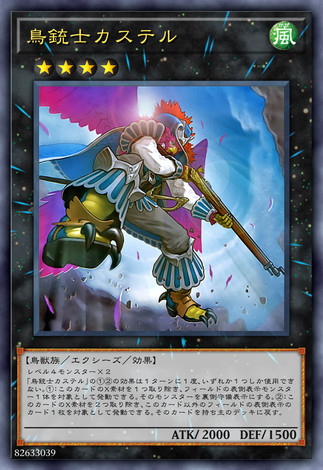 鳥銃士カステル
風
【鳥獣族／エクシーズ／効果】
レベル4モンスター×2
「鳥銃士カステル」の①②の効果は1ターンに1度、いずれか1つしか使用でき
ない。①：このカードのX素材を1つ取り除き、フィールドの表側表示モンスタ
ー1体を対象として発動できる。そのモンスターを裏側守備表示にする。②：こ
のカードのX素材を2つ取り除き、このカード以外のフィールドの表側表示の
カード1枚を対象として発動できる。そのカードを持ち主のデッキに戻す。
ATK/ 2000 DEF/1500
82633039